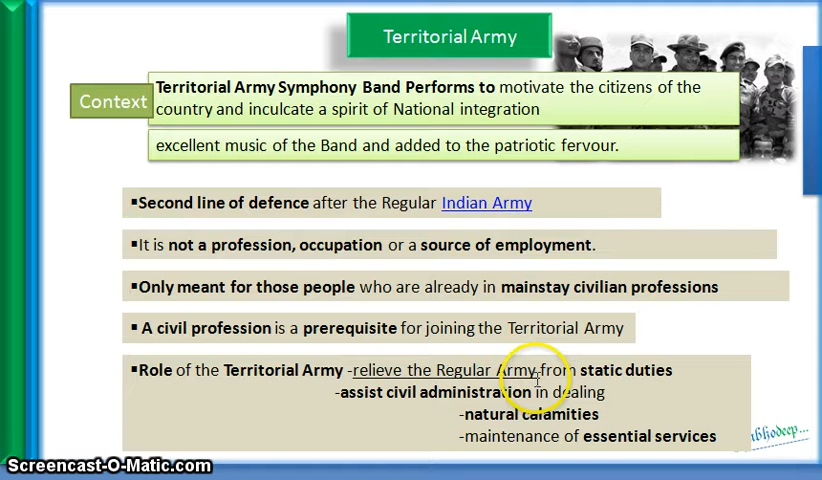 Territorial Army
Context
Territorial Army Symphony Band Performs to motivate the citizens of the
country and inculcate a spirit of National integration
excellent music of the Band and added to the patriotic fervour.
▪Second line of defence after the Regular Indian Army
▪It is not a profession, occupation or a source of employment.
▪Only meant for those people who are already in mainstay civilian professions
▪A civil profession is a prerequisite for joining the Territorial Army
▪Role of the Territorial Army -relieve the Regular Army from static duties
-assist civil administration in dealing
-natural calamities
-maintenance of essential services
Screencast-O-Matic.com